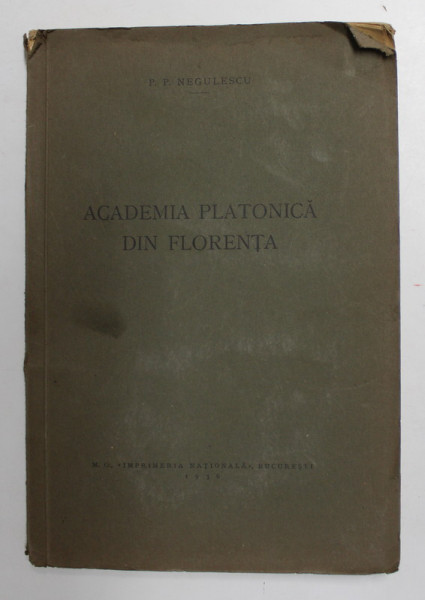 P. P. NEGULESCU
ACADEMIA PLATONICĂ
DIN FLORENȚA
M. O., «IMPRIMERIA NAȚIONALĂ», BUCUREȘTI